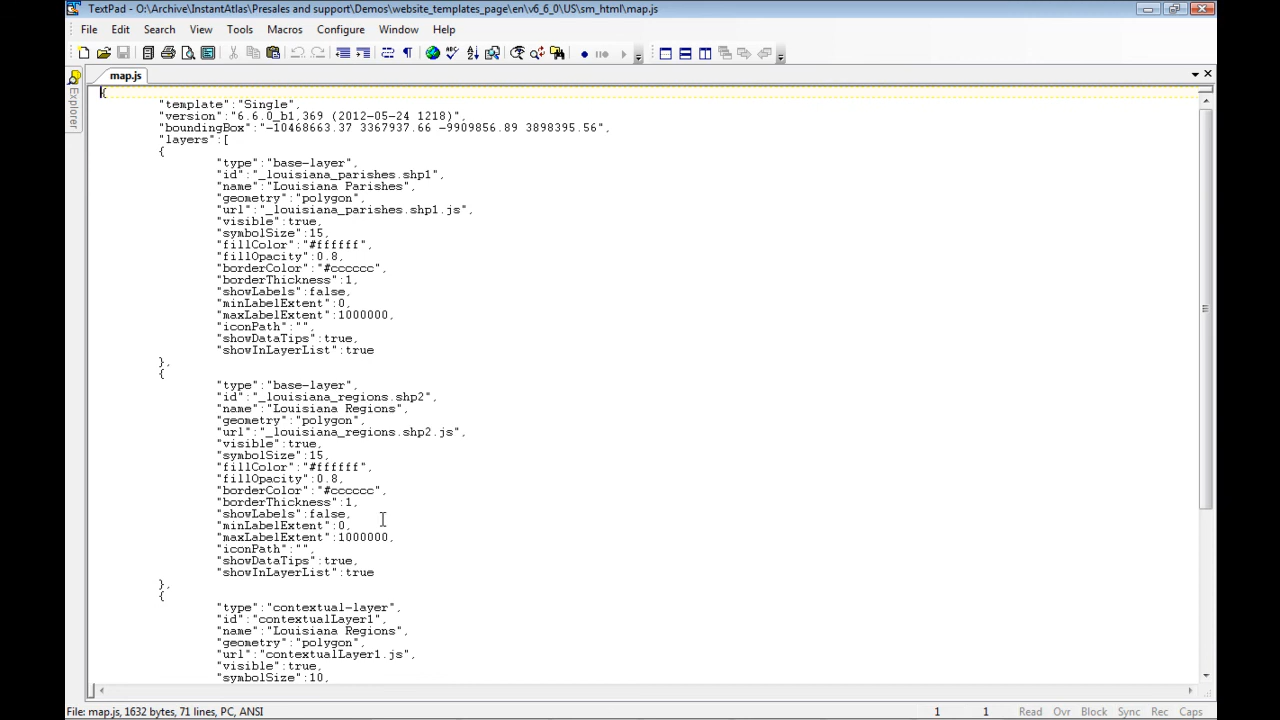 TextPad - O:\Archive\InstantAtlas\Presales and support\Demos\website_templates_page\en\v6_6_0\US\sm_html\map.js
File Edit Search View Tools Macros Configure Window Help
map.js
Explorer
{
"template":"Single",
"version":"6.6.0_b1,369 (2012-05-24 1218)",
"boundingBox":"-10468663.37 3367937.66 -9909856.89 3898395.56",
"layers":[
{
"type":"base-layer",
"id":"_louisiana_parishes.shp1",
"name":"Louisiana Parishes",
"geometry":"polygon",
"url":"_louisiana_parishes.shp1.js",
"visible":true,
"symbolSize":15,
"fillColor":"#ffffff",
"fillOpacity":0.8,
"borderColor":"#cccccc",
"borderThickness":1,
"showLabels":false,
"minLabelExtent":0,
"maxLabelExtent":1000000,
"iconPath":"",
"showDataTips":true,
"showInLayerList":true
},
{
"type":"base-layer",
"id":"_louisiana_regions.shp2",
"name":"Louisiana Regions",
"geometry":"polygon",
"url":"_louisiana_regions.shp2.js",
"visible":true,
"symbolSize":15,
"fillColor":"#ffffff",
"fillOpacity":0.8,
"borderColor":"#cccccc",
"borderThickness":1,
"showLabels":false,
"minLabelExtent":0,
"maxLabelExtent":1000000,
"iconPath":"",
"showDataTips":true,
"showInLayerList":true
},
{
"type":"contextual-layer",
"id":"contextualLayer1",
"name":"Louisiana Regions",
"geometry":"polygon",
"url":"contextualLayer1.js",
"visible":true,
"symbolSize":10,
File: map.js, 1632 bytes, 71 lines, PC, ANSI 1 1 Read Ovr Block Sync Rec Caps